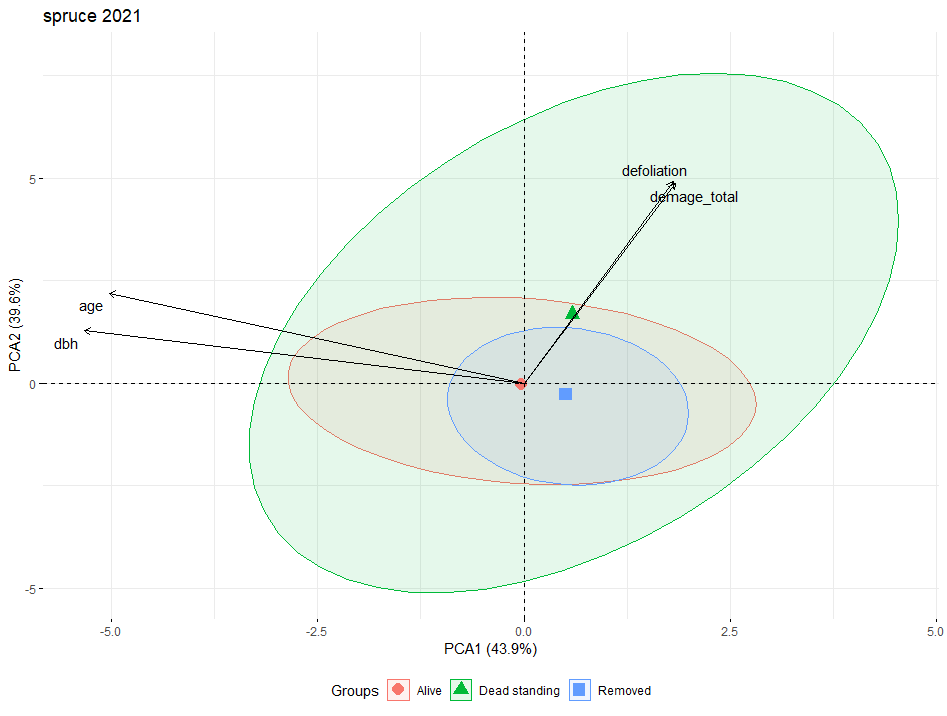 spruce 2021
defoliation
demage_total
age
dbh
PCA2 (39.6%)
5
0
-5
-5.0
-2.5
0.0
2.5
5.0
PCA1 (43.9%)
Groups Alive Dead standing Removed